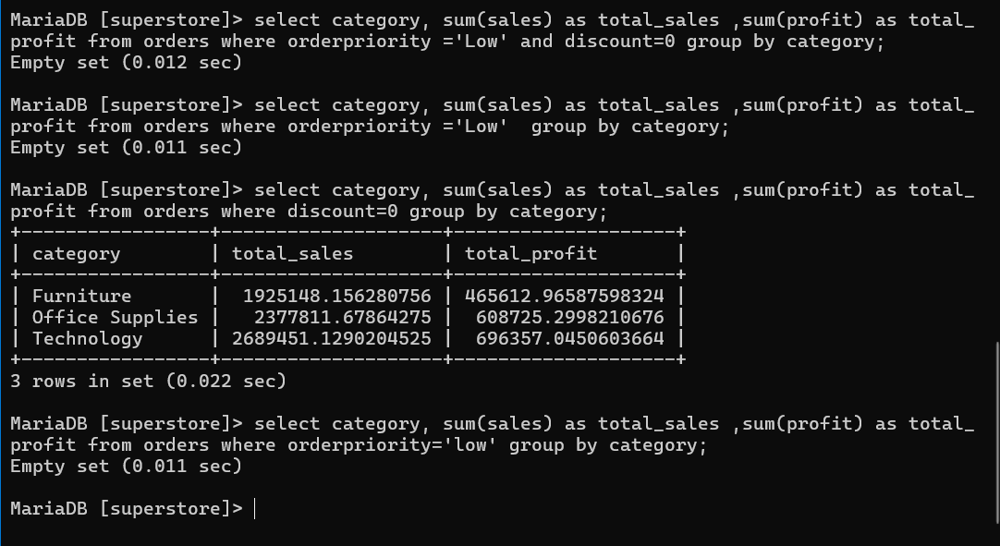 MariaDB [superstore]> select category, sum(sales) as total_sales ,sum(profit) as total_
profit from orders where orderpriority ='Low' and discount=0 group by category;
Empty set (0.012 sec)
MariaDB [superstore]> select category, sum(sales) as total_sales ,sum(profit) as total_
profit from orders where orderpriority ='Low'  group by category;
Empty set (0.011 sec)
MariaDB [superstore]> select category, sum(sales) as total_sales ,sum(profit) as total_
profit from orders where discount=0 group by category;
+-----------------+--------------------+--------------------+
| category        | total_sales        | total_profit       |
+-----------------+--------------------+--------------------+
| Furniture       |  1925148.156280756 | 465612.96587598324 |
| Office Supplies |   2377811.67864275 |  608725.2998210676 |
| Technology      | 2689451.1290204525 |  696357.0450603664 |
+-----------------+--------------------+--------------------+
3 rows in set (0.022 sec)
MariaDB [superstore]> select category, sum(sales) as total_sales ,sum(profit) as total_
profit from orders where orderpriority='low' group by category;
Empty set (0.011 sec)
MariaDB [superstore]>